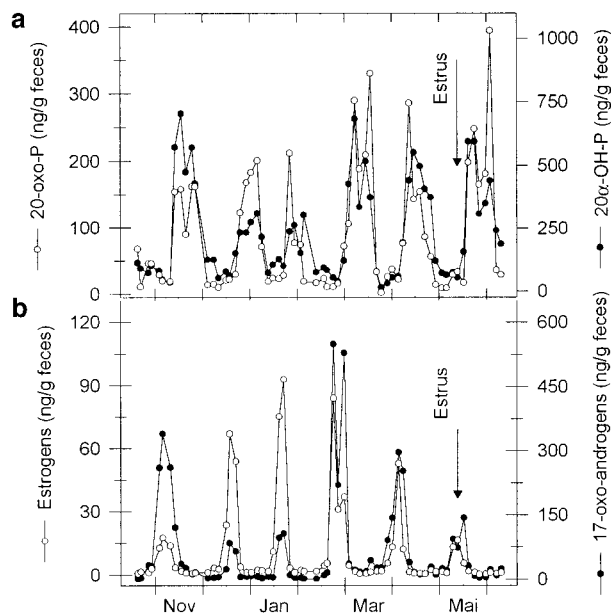 a
400
300
200
100
0
20-oxo-P (ng/g feces)
Estrus
1000
750
500
250
0
20α-OH-P (ng/g feces)
b
120
90
60
30
0
Estrogens (ng/g feces)
Estrus
600
450
300
150
0
17-oxo-androgens (ng/g feces)
Nov Jan Mar Mai